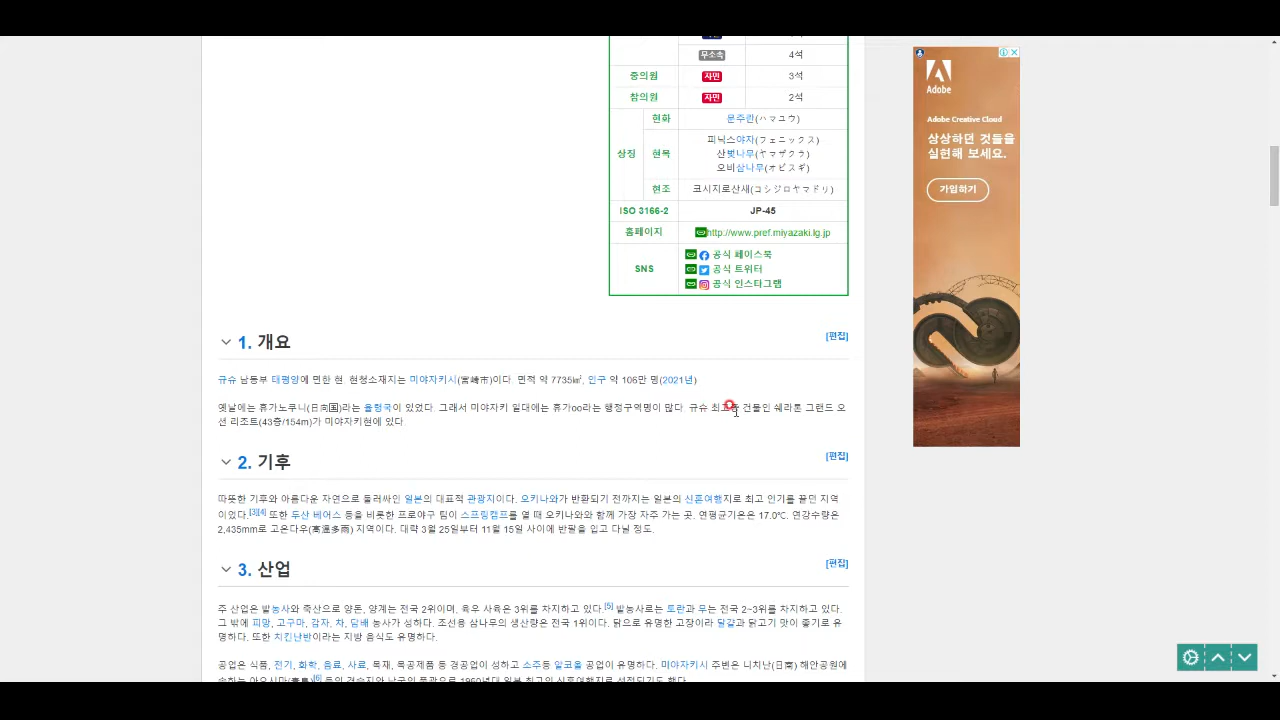 무소속 4석
중의원 자민 3석
참의원 자민 2석
상징 현화 문주란(ハマユウ)
현목 피닉스야자(フェニックス)
산벚나무(ヤマザクラ)
오비삼나무(オビスギ)
현조 코시지로산새(コシジロヤマドリ)
ISO 3166-2 JP-45
홈페이지 http://www.pref.miyazaki.lg.jp
SNS 공식 페이스북
공식 트위터
공식 인스타그램
1. 개요 [편집]
규슈 남동부 태평양에 면한 현. 현청소재지는 미야자키시(宮崎市)이다. 면적 약 7735㎢, 인구 약 106만 명(2021년)
옛날에는 휴가노쿠니(日向国)라는 율령국이 있었다. 그래서 미야자키 일대에는 휴가oo라는 행정구역명이 많다 규슈 최고층 건물인 쉐라톤 그랜드 오
션 리조트(43층/154m)가 미야자키현에 있다
2. 기후 [편집]
따뜻한 기후와 아름다운 자연으로 둘러싸인 일본의 대표적 관광지이다. 오키나와가 반환되기 전까지는 일본의 신혼여행지로 최고 인기를 끌던 지역
이었다.[3][4] 또한 두산 베어스 등을 비롯한 프로야구 팀이 스프링캠프를 열 때 오키나와와 함께 가장 자주 가는 곳. 연평균기온은 17.0℃. 연강수량은
2,435mm로 고온다우(高溫多雨) 지역이다. 대략 3월 25일부터 11월 15일 사이에 반팔을 입고 다닐 정도.
3. 산업 [편집]
주 산업은 밭농사와 축산으로 양돈, 양계는 전국 2위이며, 육우 사육은 3위를 차지하고 있다.[5] 밭농사로는 토란과 무는 전국 2~3위를 차지하고 있다.
그 밖에 피망, 고구마, 감자, 차, 담배 농사가 성하다. 조선용 삼나무의 생산량은 전국 1위이다. 닭으로 유명한 고장이라 달걀과 닭고기 맛이 좋기로 유
명하다. 또한 치킨난반이라는 지방 음식도 유명하다.
공업은 식품, 전기, 화학, 음료, 사료, 목재, 목공제품 등 경공업이 성하고 소주등 알코올 공업이 유명하다. 미야자키시 주변은 니치난(日南) 해안공원에
Adobe
Adobe Creative Cloud
상상하던 것들을
실현해 보세요.
가입하기